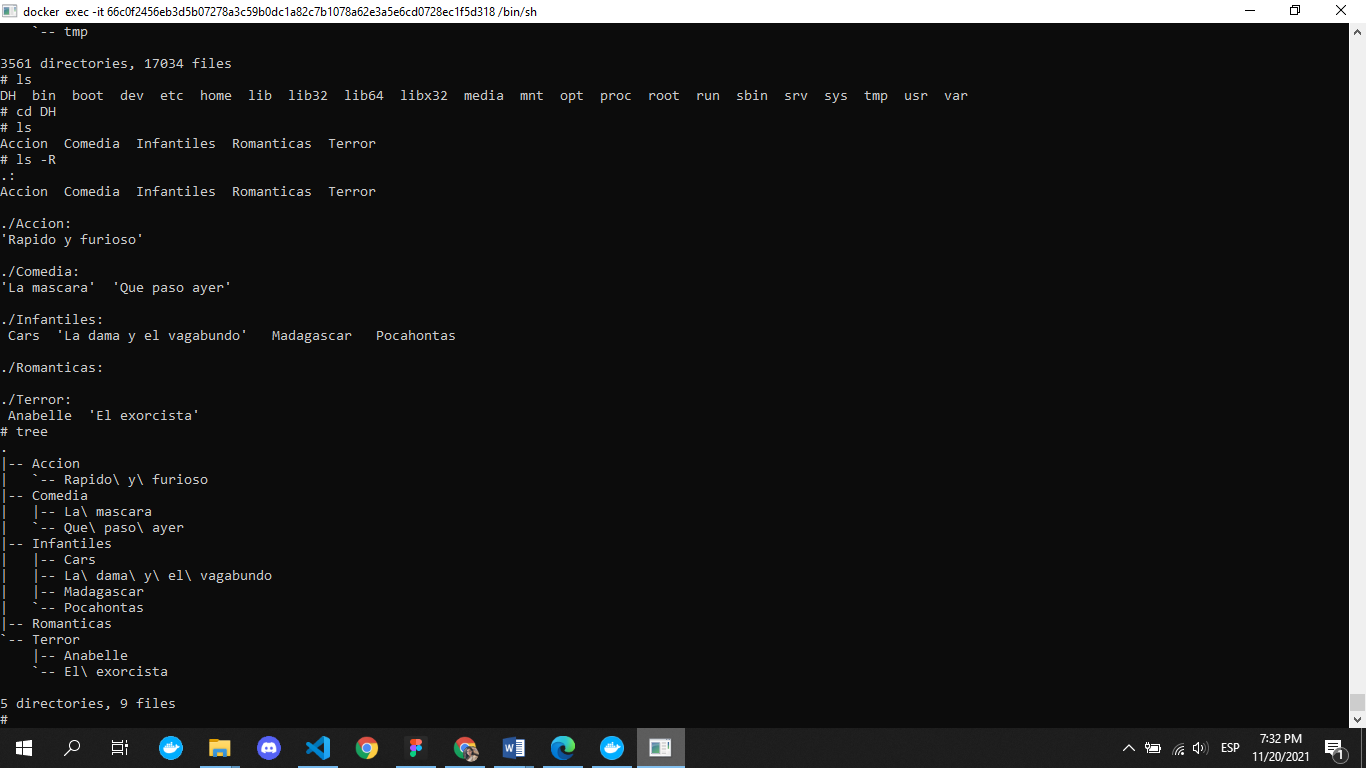 docker exec -it 66c0f2456eb3d5b07278a3c59b0dc1a82c7b1078a62e3a5e6cd0728ec1f5d318 /bin/sh
    `-- tmp
3561 directories, 17034 files
# ls
DH  bin  boot  dev  etc  home  lib  lib32  lib64  libx32  media  mnt  opt  proc  root  run  sbin  srv  sys  tmp  usr  var
# cd DH
# ls
Accion  Comedia  Infantiles  Romanticas  Terror
# ls -R
.:
Accion  Comedia  Infantiles  Romanticas  Terror
./Accion:
'Rapido y furioso'
./Comedia:
'La mascara'  'Que paso ayer'
./Infantiles:
 Cars  'La dama y el vagabundo'   Madagascar   Pocahontas
./Romanticas:
./Terror:
 Anabelle  'El exorcista'
# tree
.
|-- Accion
|   `-- Rapido\ y\ furioso
|-- Comedia
|   |-- La\ mascara
|   `-- Que\ paso\ ayer
|-- Infantiles
|   |-- Cars
|   |-- La\ dama\ y\ el\ vagabundo
|   |-- Madagascar
|   `-- Pocahontas
|-- Romanticas
`-- Terror
    |-- Anabelle
    `-- El\ exorcista
5 directories, 9 files
#
ESP
7:32 PM
11/20/2021
1